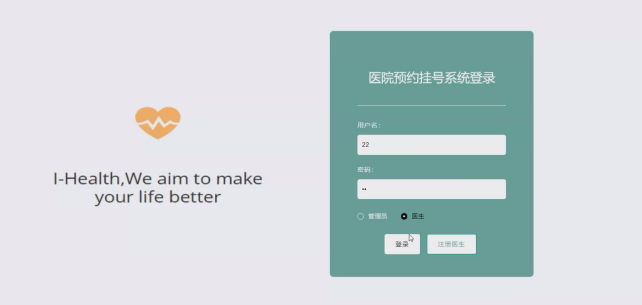 I-Health,We aim to make
your life better
医院预约挂号系统登录
用户名：
22
密码：
••
管理员 医生
登录 注册医生